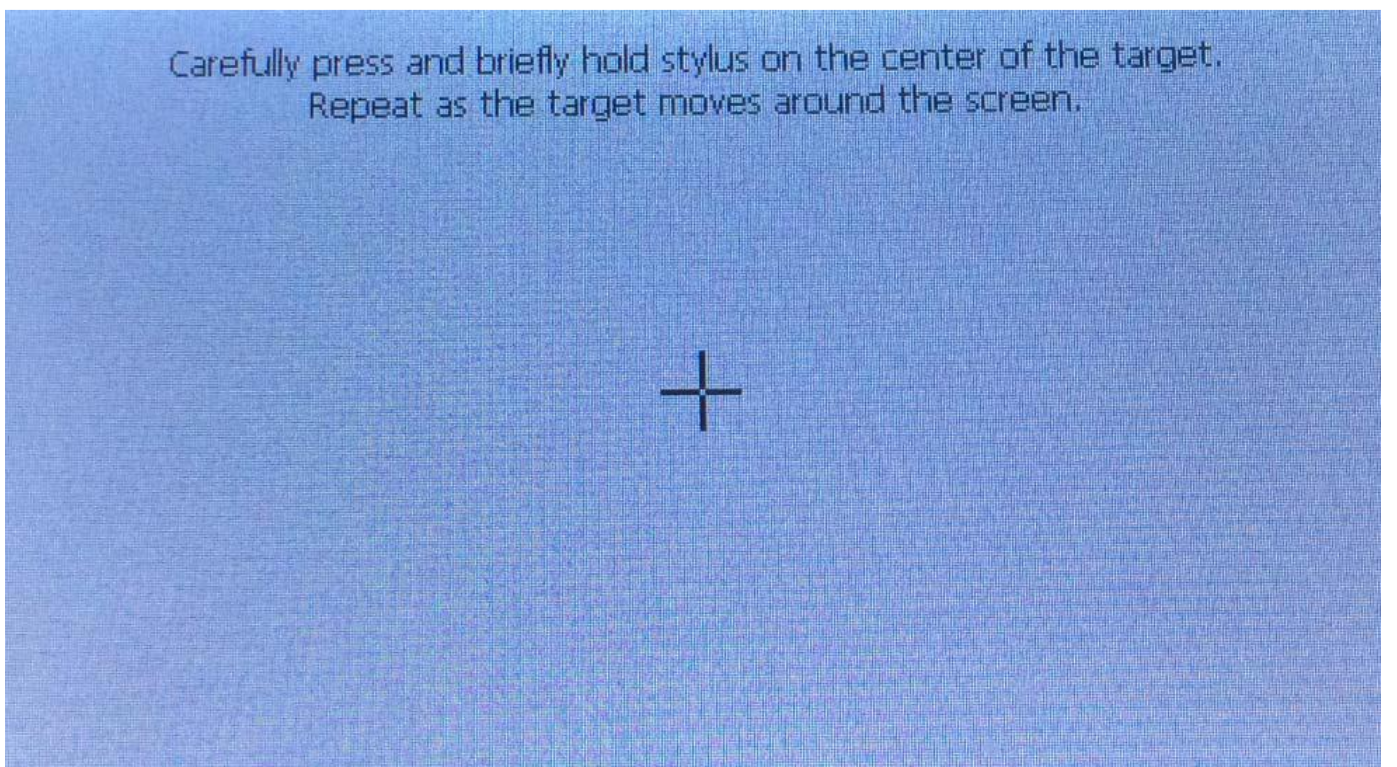 Carefully press and briefly hold stylus on the center of the target.
Repeat as the target moves around the screen.